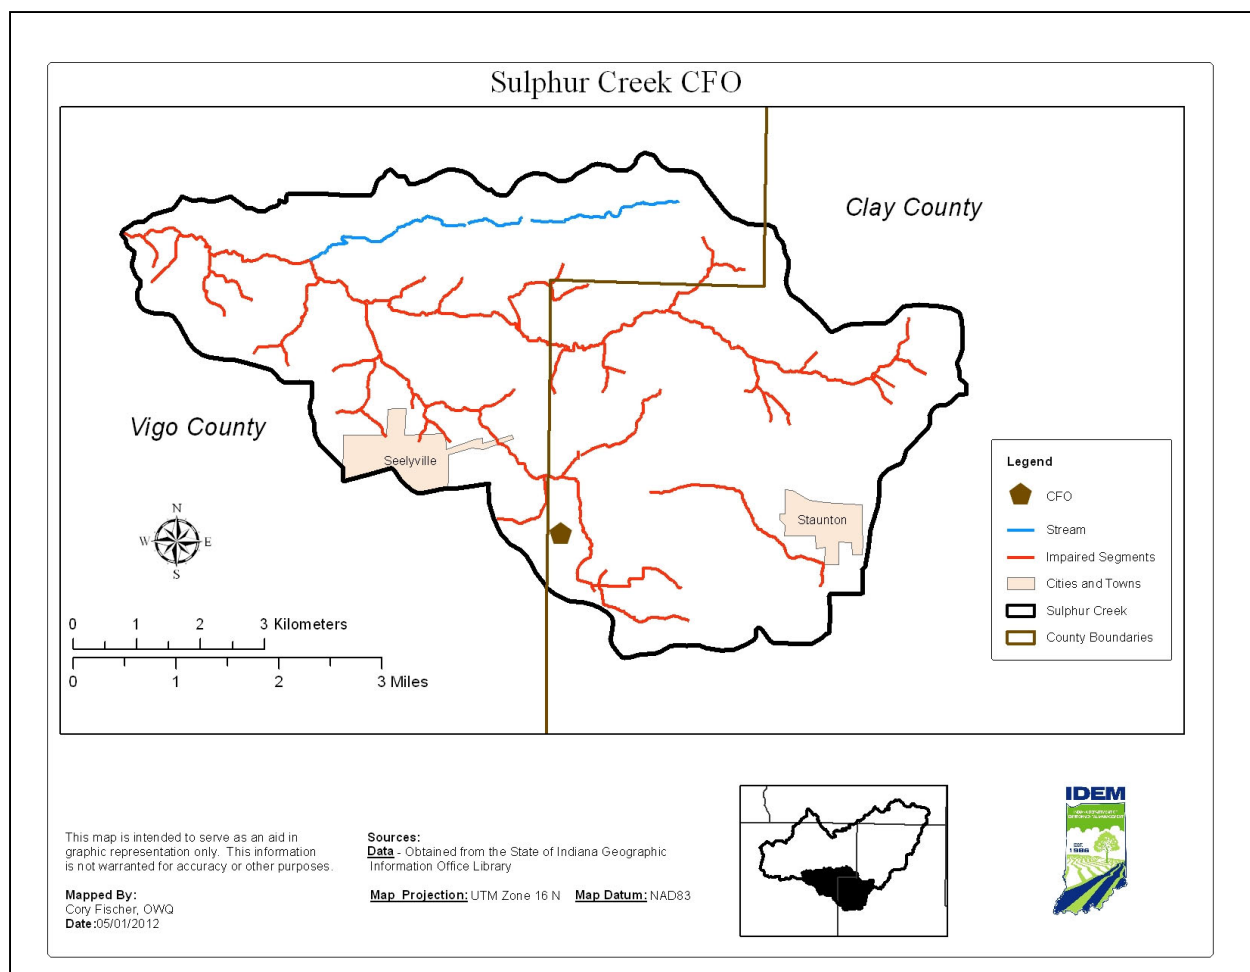 Sulphur Creek CFO
Clay County
Vigo County
Seelyville
Staunton
N
W
E
S
Legend
CFO
Stream
Impaired Segments
Cities and Towns
Sulphur Creek
County Boundaries
0 1 2 3 Kilometers
0 1 2 3 Miles
This map is intended to serve as an aid in
graphic representation only. This information
is not warranted for accuracy or other purposes.
Mapped By:
Cory Fischer, OWQ
Date:05/01/2012
Sources:
Data - Obtained from the State of Indiana Geographic
Information Office Library
Map Projection: UTM Zone 16 N Map Datum: NAD83
IDEM
1986